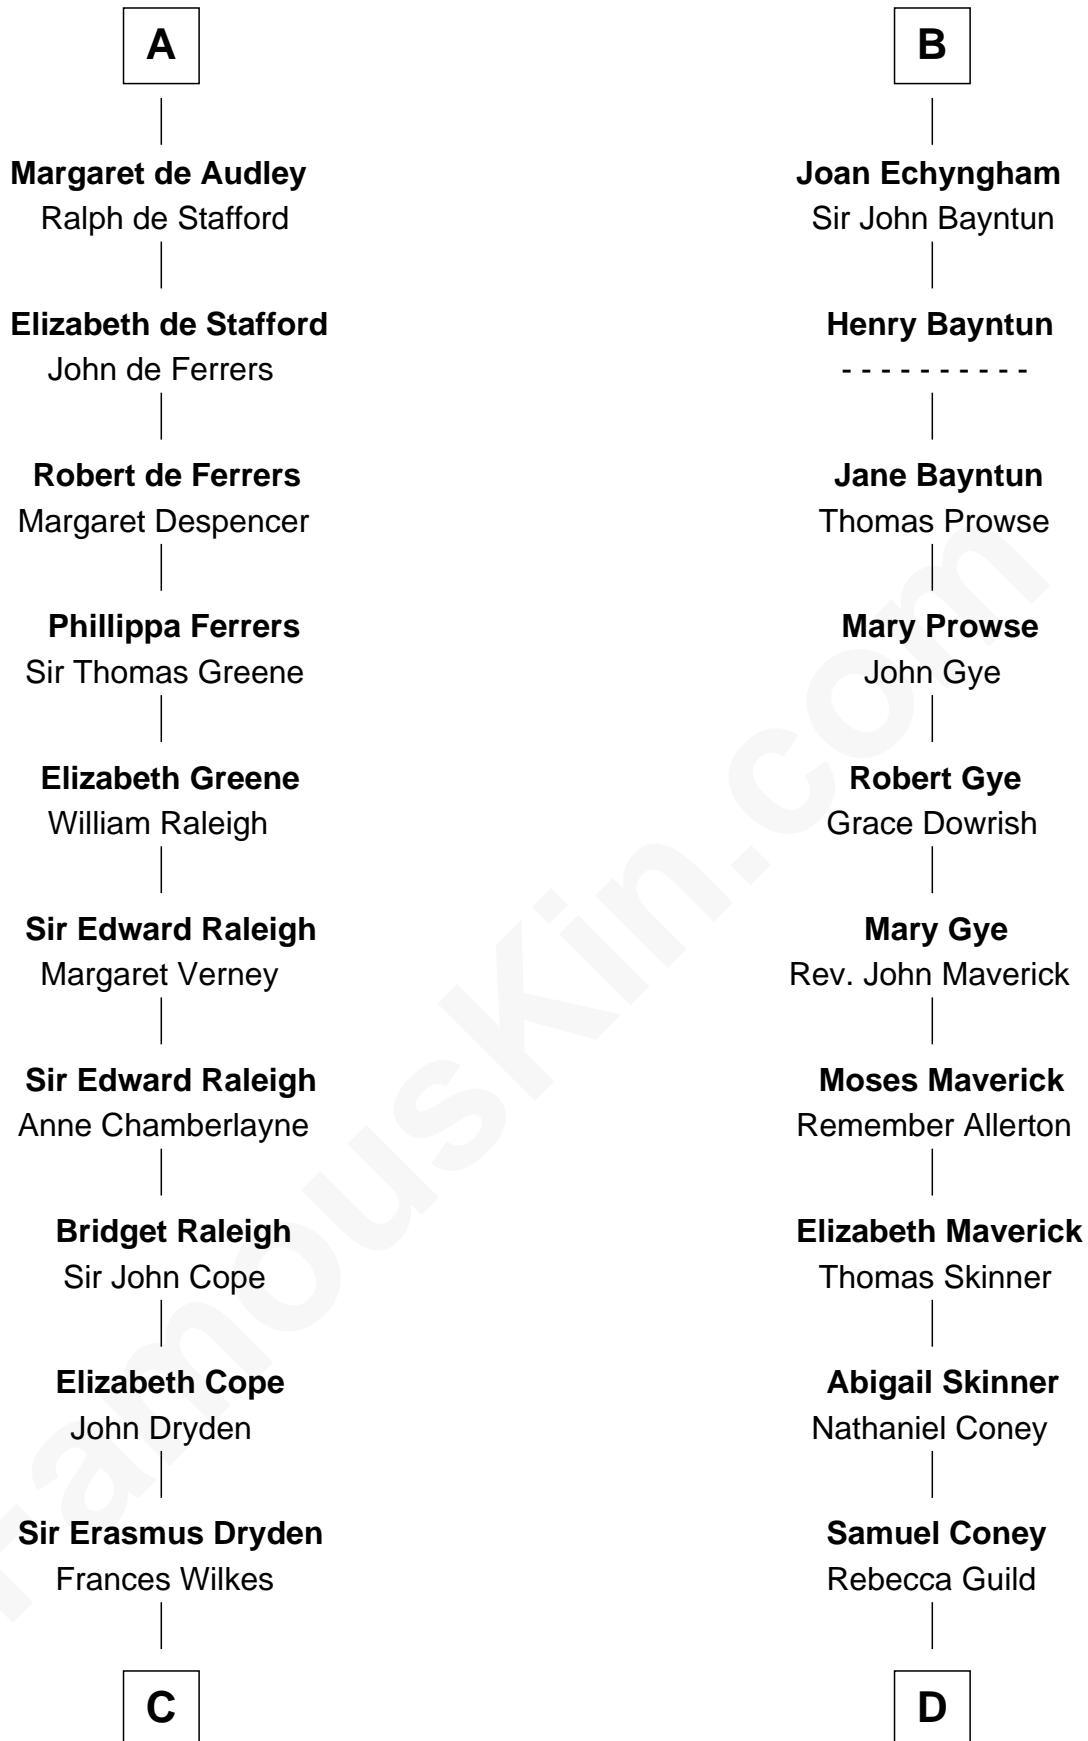 A
Margaret de Audley
Ralph de Stafford
Elizabeth de Stafford
John de Ferrers
Robert de Ferrers
Margaret Despencer
Phillippa Ferrers
Sir Thomas Greene
Elizabeth Greene
William Raleigh
Sir Edward Raleigh
Margaret Verney
Sir Edward Raleigh
Anne Chamberlayne
Bridget Raleigh
Sir John Cope
Elizabeth Cope
John Dryden
Sir Erasmus Dryden
Frances Wilkes
C
B
Joan Echyngham
Sir John Bayntun
Henry Bayntun
- - - - - - - - - -
Jane Bayntun
Thomas Prowse
Mary Prowse
John Gye
Robert Gye
Grace Dowrish
Mary Gye
Rev. John Maverick
Moses Maverick
Remember Allerton
Elizabeth Maverick
Thomas Skinner
Abigail Skinner
Nathaniel Coney
Samuel Coney
Rebecca Guild
D
FamousKin.com